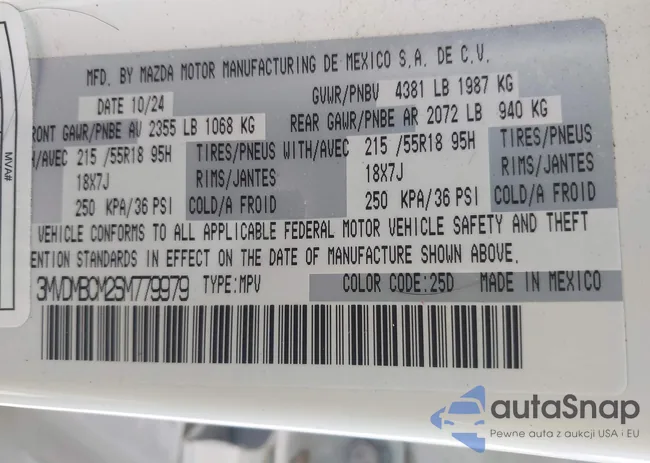 MFD. BY MAZDA MOTOR MANUFACTURING DE MEXICO S.A. DE C.V.
DATE 10/24 GVWR/PNBV 4381 LB 1987 KG
RONT GAWR/PNBE AV 2355 LB 1068 KG REAR GAWR/PNBE AR 2072 LB 940 KG
H/AVEC 215 /55R18 95H TIRES/PNEUS WITH/AVEC 215 /55R18 95H TIRES/PNEUS
18X7J RIMS/JANTES 18X7J RIMS/JANTES
250 KPA/36 PSI COLD/A FROID 250 KPA/36 PSI COLD/A FROID
VEHICLE CONFORMS TO ALL APPLICABLE FEDERAL MOTOR VEHICLE SAFETY AND THEFT
ENTION STANDARDS IN EFFECT ON THE DATE OF MANUFACTURE SHOWN ABOVE.
3MVDMBCM2SM779979 TYPE:MPV COLOR CODE:25D MADE IN MEXICO
MVA#
autaSnap
Pewne auta z aukcji USA i EU